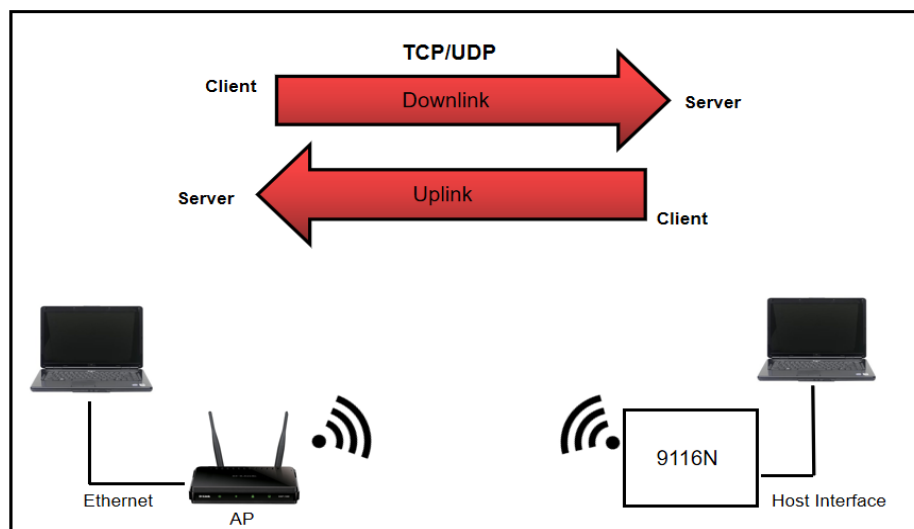 TCP/UDP
Client
Downlink
Server
Server
Uplink
Client
9116N
Ethernet
AP
Host Interface